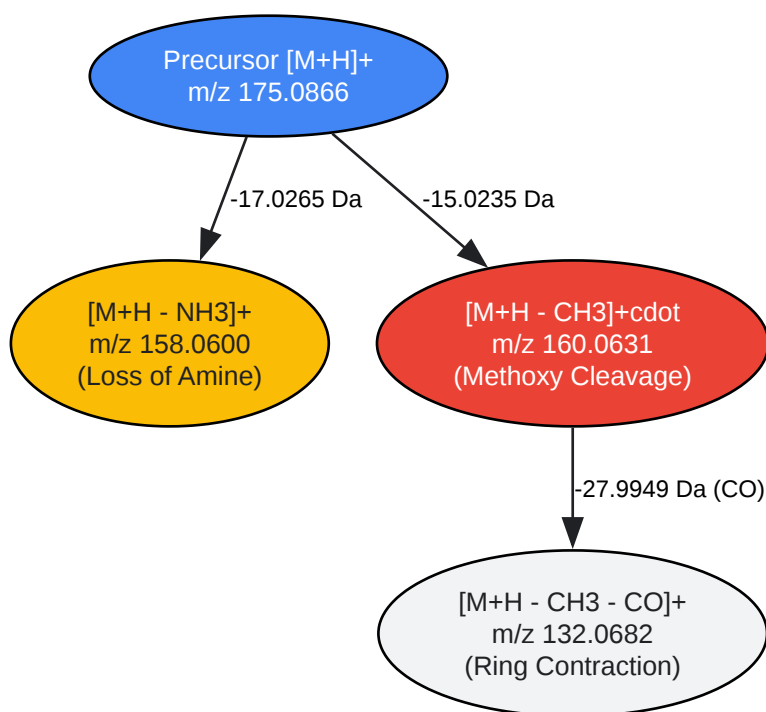 Precursor [M+H]+
m/z 175.0866
-17.0265 Da
-15.0235 Da
[M+H - NH3]+
m/z 158.0600
(Loss of Amine)
[M+H - CH3]+cdot
m/z 160.0631
(Methoxy Cleavage)
-27.9949 Da (CO)
[M+H - CH3 - CO]+
m/z 132.0682
(Ring Contraction)